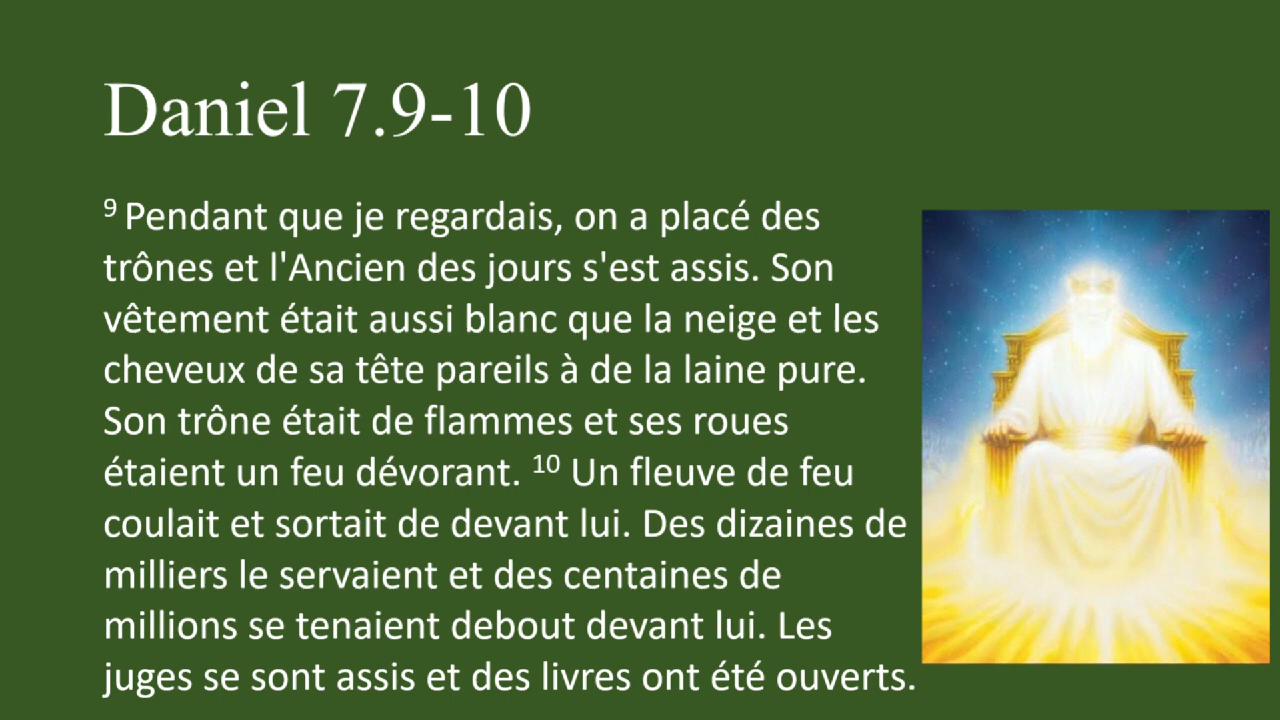 Daniel 7.9-10
9 Pendant que je regardais, on a placé des
trônes et l'Ancien des jours s'est assis. Son
vêtement était aussi blanc que la neige et les
cheveux de sa tête pareils à de la laine pure.
Son trône était de flammes et ses roues
étaient un feu dévorant. 10 Un fleuve de feu
coulait et sortait de devant lui. Des dizaines de
milliers le servaient et des centaines de
millions se tenaient debout devant lui. Les
juges se sont assis et des livres ont été ouverts.